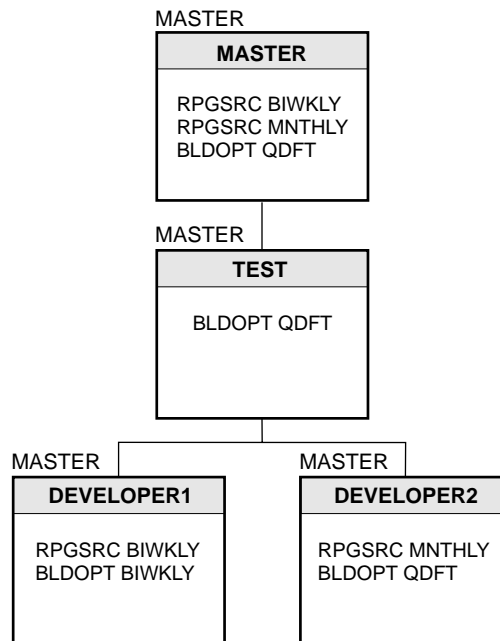 MASTER
MASTER
RPGSRC BIWKLY
RPGSRC MNTHLY
BLDOPT QDFT
MASTER
TEST
BLDOPT QDFT
MASTER
DEVELOPER1
RPGSRC BIWKLY
BLDOPT BIWKLY
MASTER
DEVELOPER2
RPGSRC MNTHLY
BLDOPT QDFT